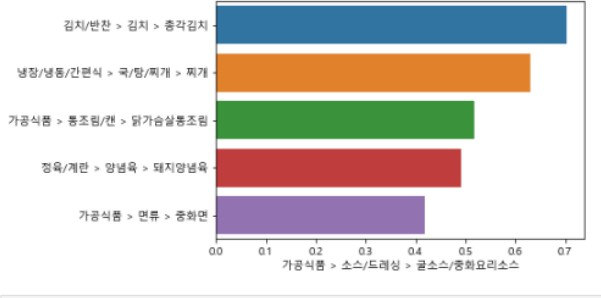 김치/반찬 > 김치 > 총각김치
냉장/냉동/간편식 > 국/탕/찌개 > 찌개
가공식품 > 통조림/캔 > 닭가슴살통조림
정육/계란 > 양념육 > 돼지양념육
가공식품 > 면류 > 중화면
0.0 0.1 0.2 0.3 0.4 0.5 0.6 0.7
가공식품 > 소스/드레싱 > 굴소스/중화요리소스